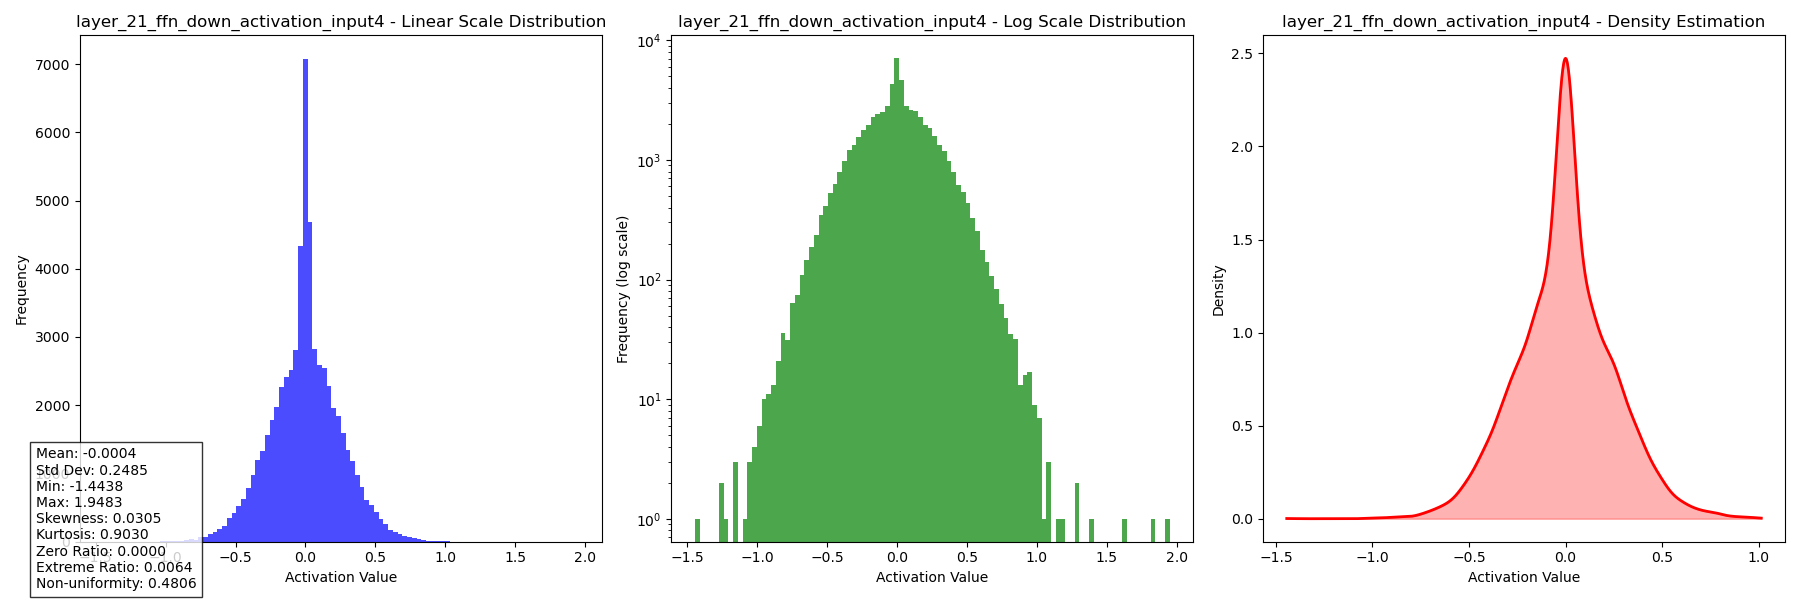 layer_21_ffn_down_activation_input4 - Linear Scale Distribution
7000
6000
5000
4000
3000
2000
1000
0
Frequency
−1.5
−1.0
−0.5
0.0
0.5
1.0
1.5
2.0
Activation Value
Mean: -0.0004
Std Dev: 0.2485
Min: -1.4438
Max: 1.9483
Skewness: 0.0305
Kurtosis: 0.9030
Zero Ratio: 0.0000
Extreme Ratio: 0.0064
Non-uniformity: 0.4806
layer_21_ffn_down_activation_input4 - Log Scale Distribution
10⁴
10³
10²
10¹
10⁰
Frequency (log scale)
−1.5
−1.0
−0.5
0.0
0.5
1.0
1.5
2.0
Activation Value
layer_21_ffn_down_activation_input4 - Density Estimation
2.5
2.0
1.5
1.0
0.5
0.0
Density
−1.5
−1.0
−0.5
0.0
0.5
1.0
Activation Value